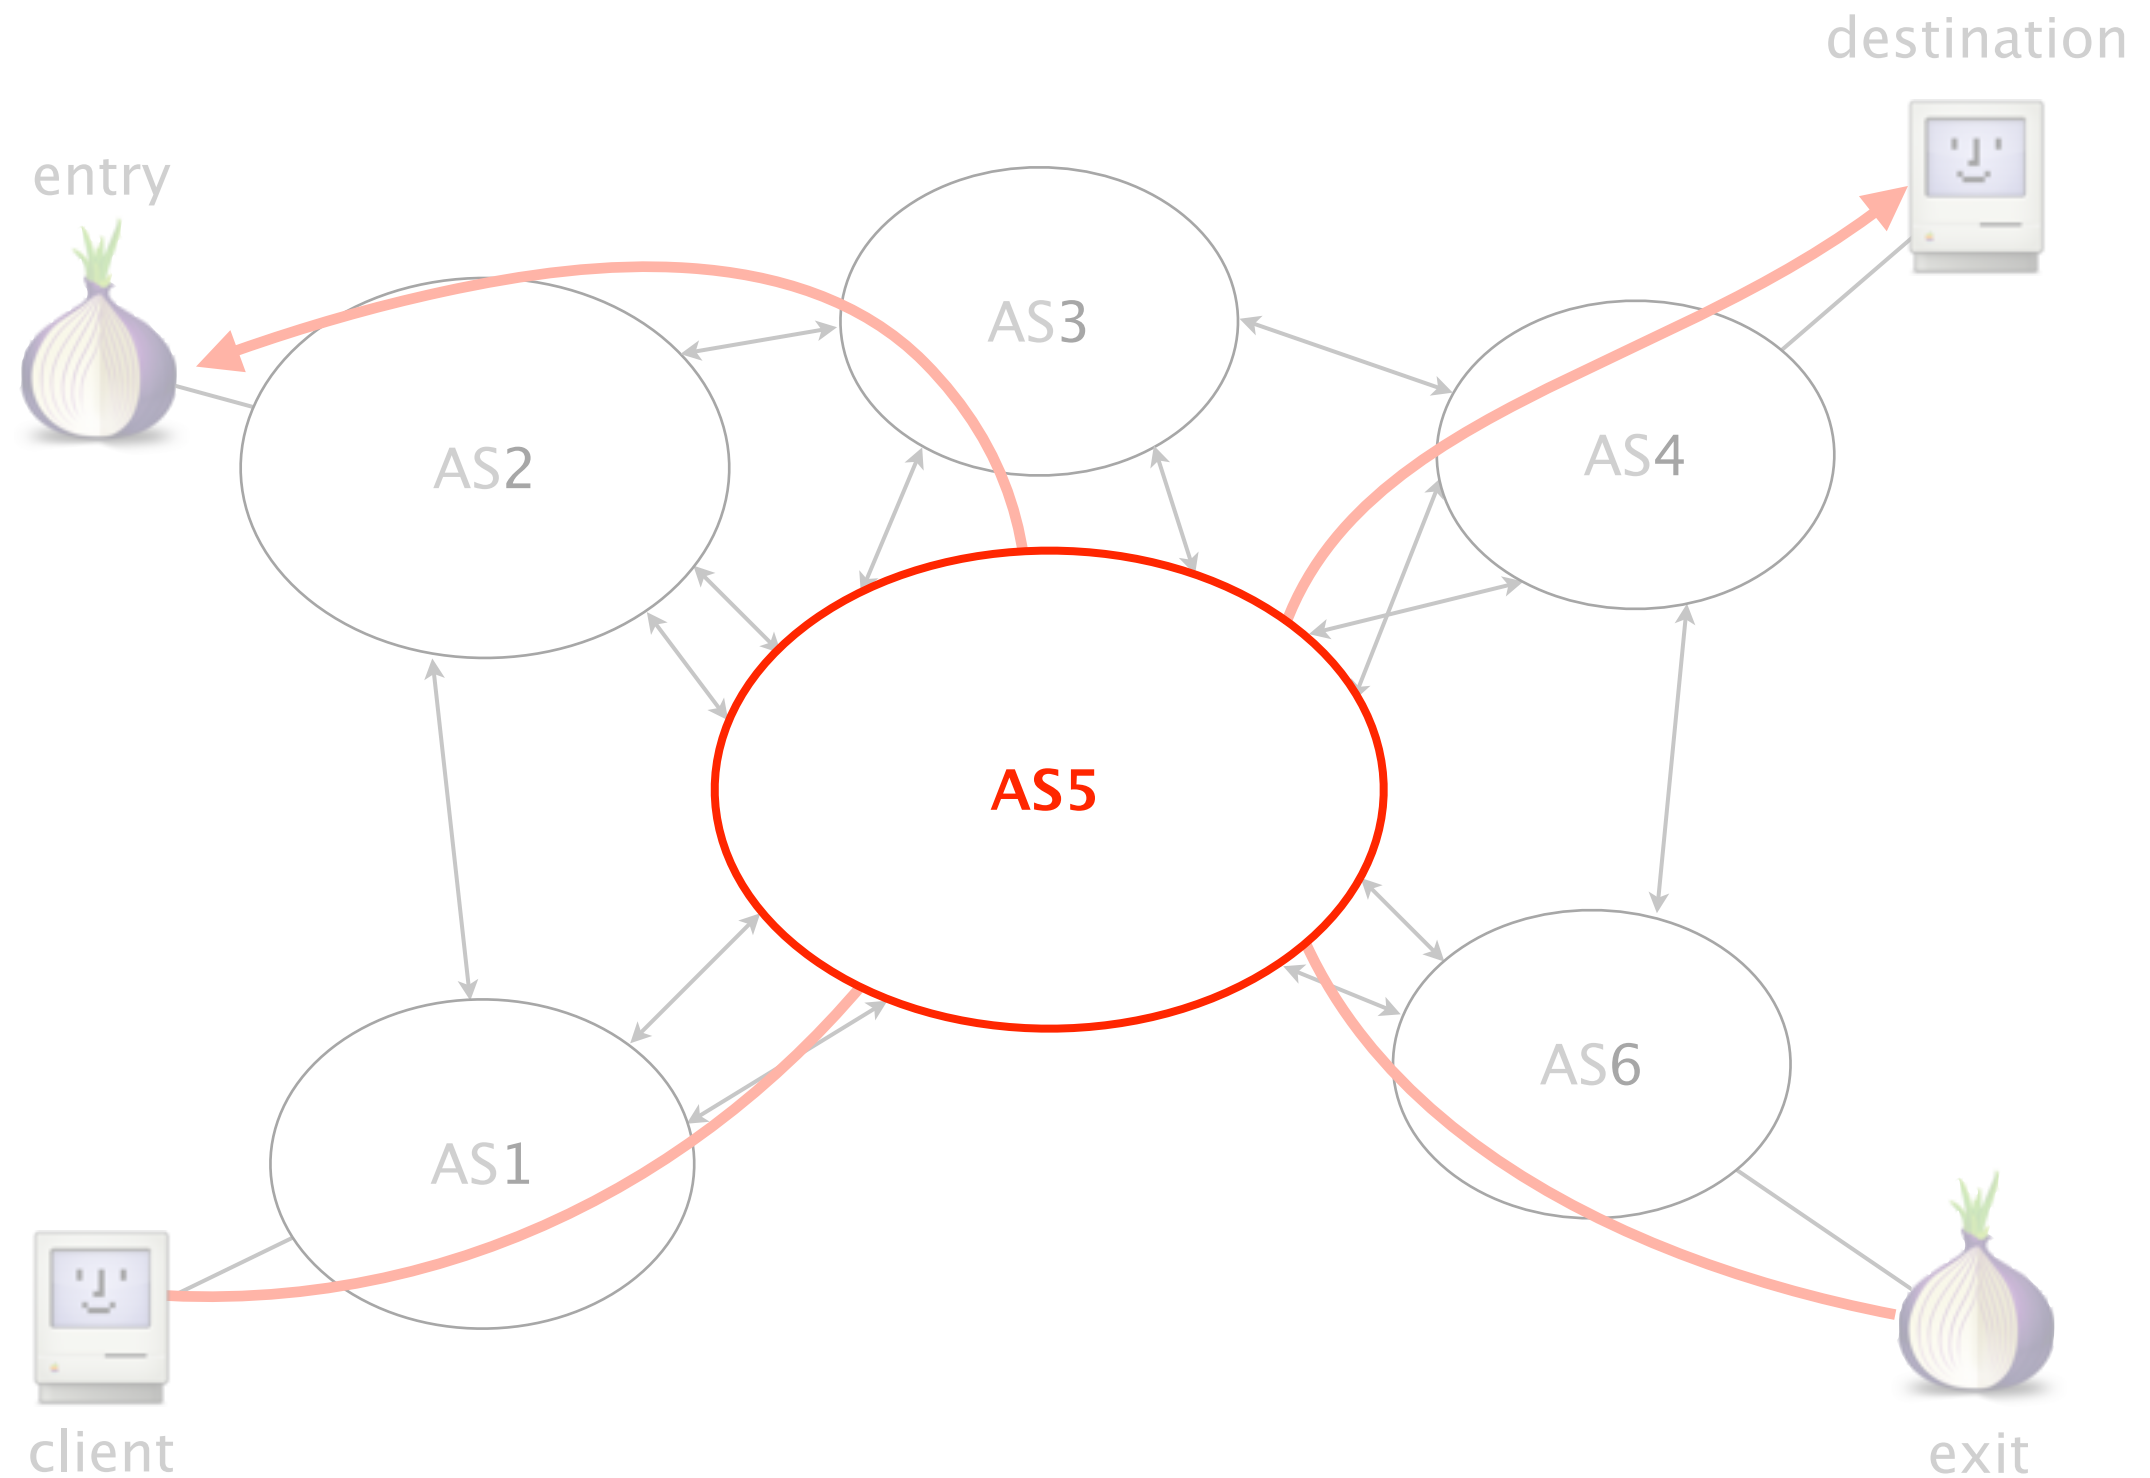 destination
entry
AS3
AS4
AS2
AS5
AS6
AS1
client
exit